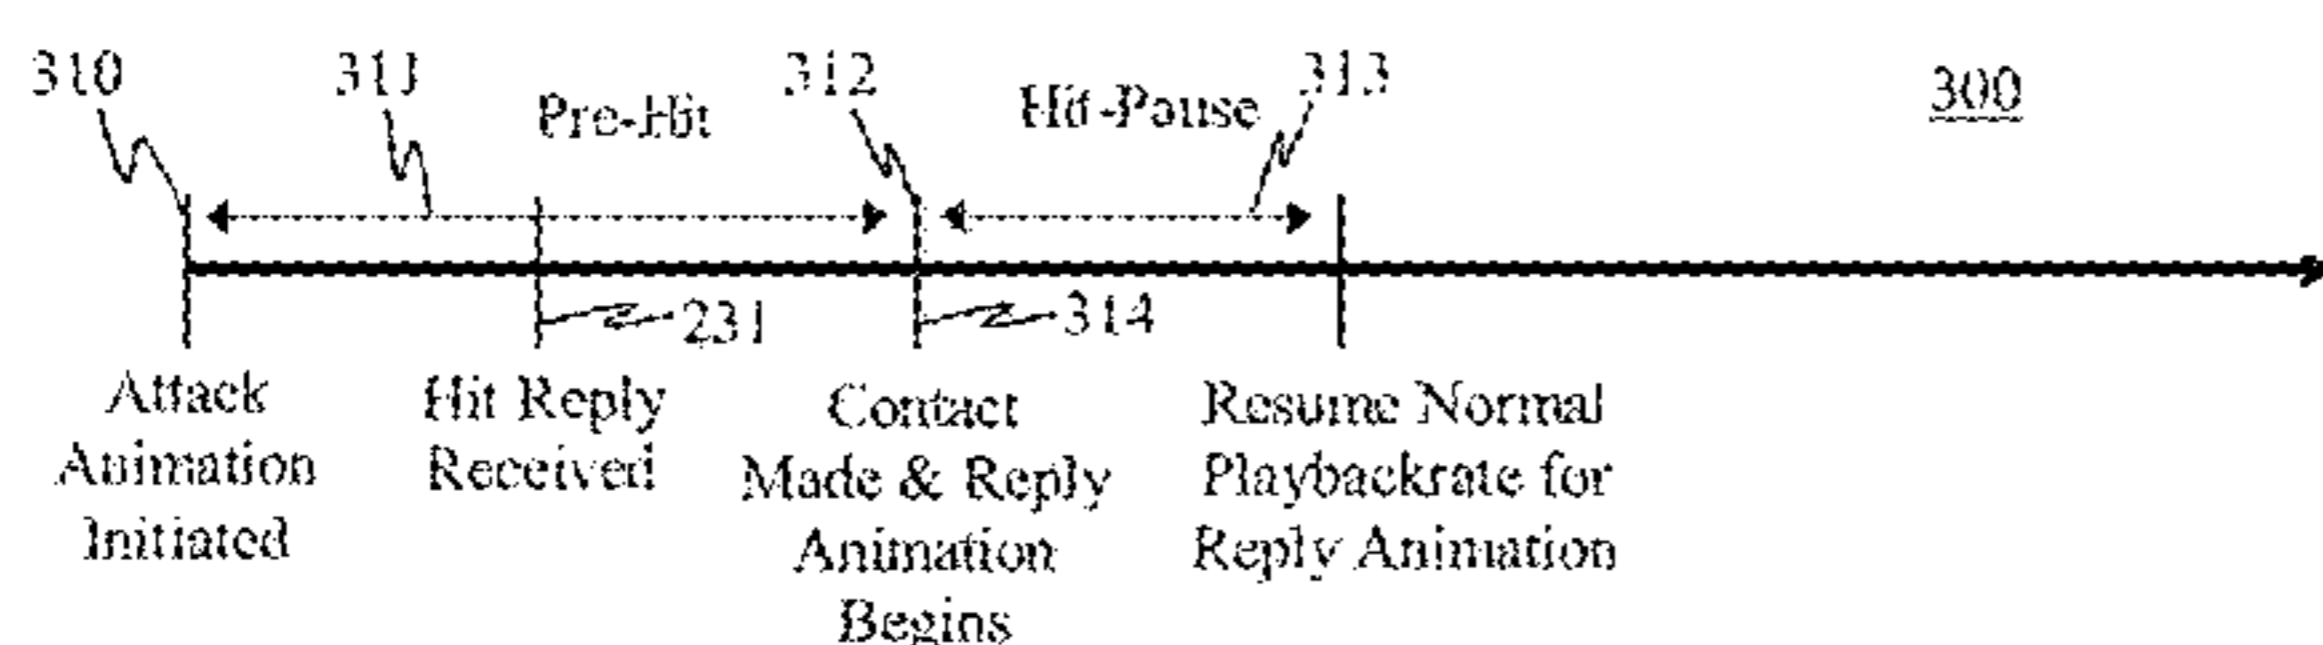 310 311 Pre-Hit 312 Hit-Pause 313 300
231 314
Attack
Animation
Initiated
Hit Reply
Received
Contact
Made & Reply
Animation
Begins
Resume Normal
Playbackrate for
Reply Animation